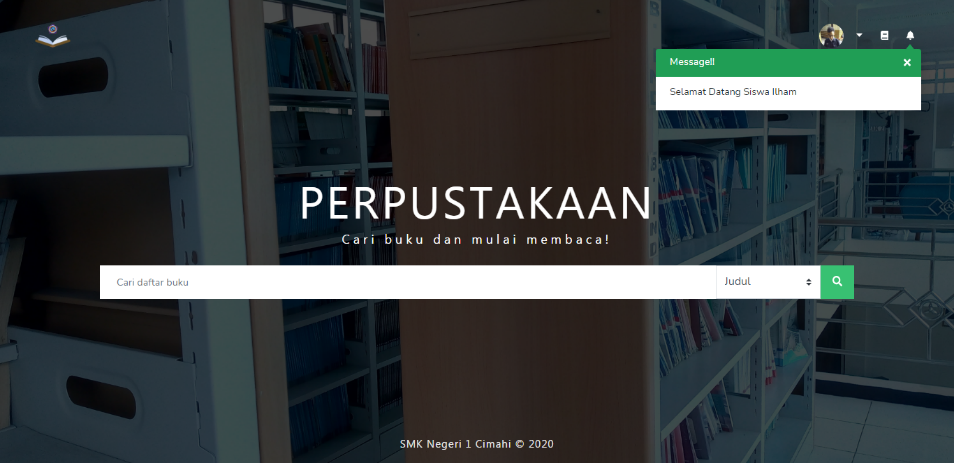 Message!!
Selamat Datang Siswa Ilham
PERPUSTAKAAN
Cari buku dan mulai membaca!
Cari daftar buku
Judul
SMK Negeri 1 Cimahi © 2020